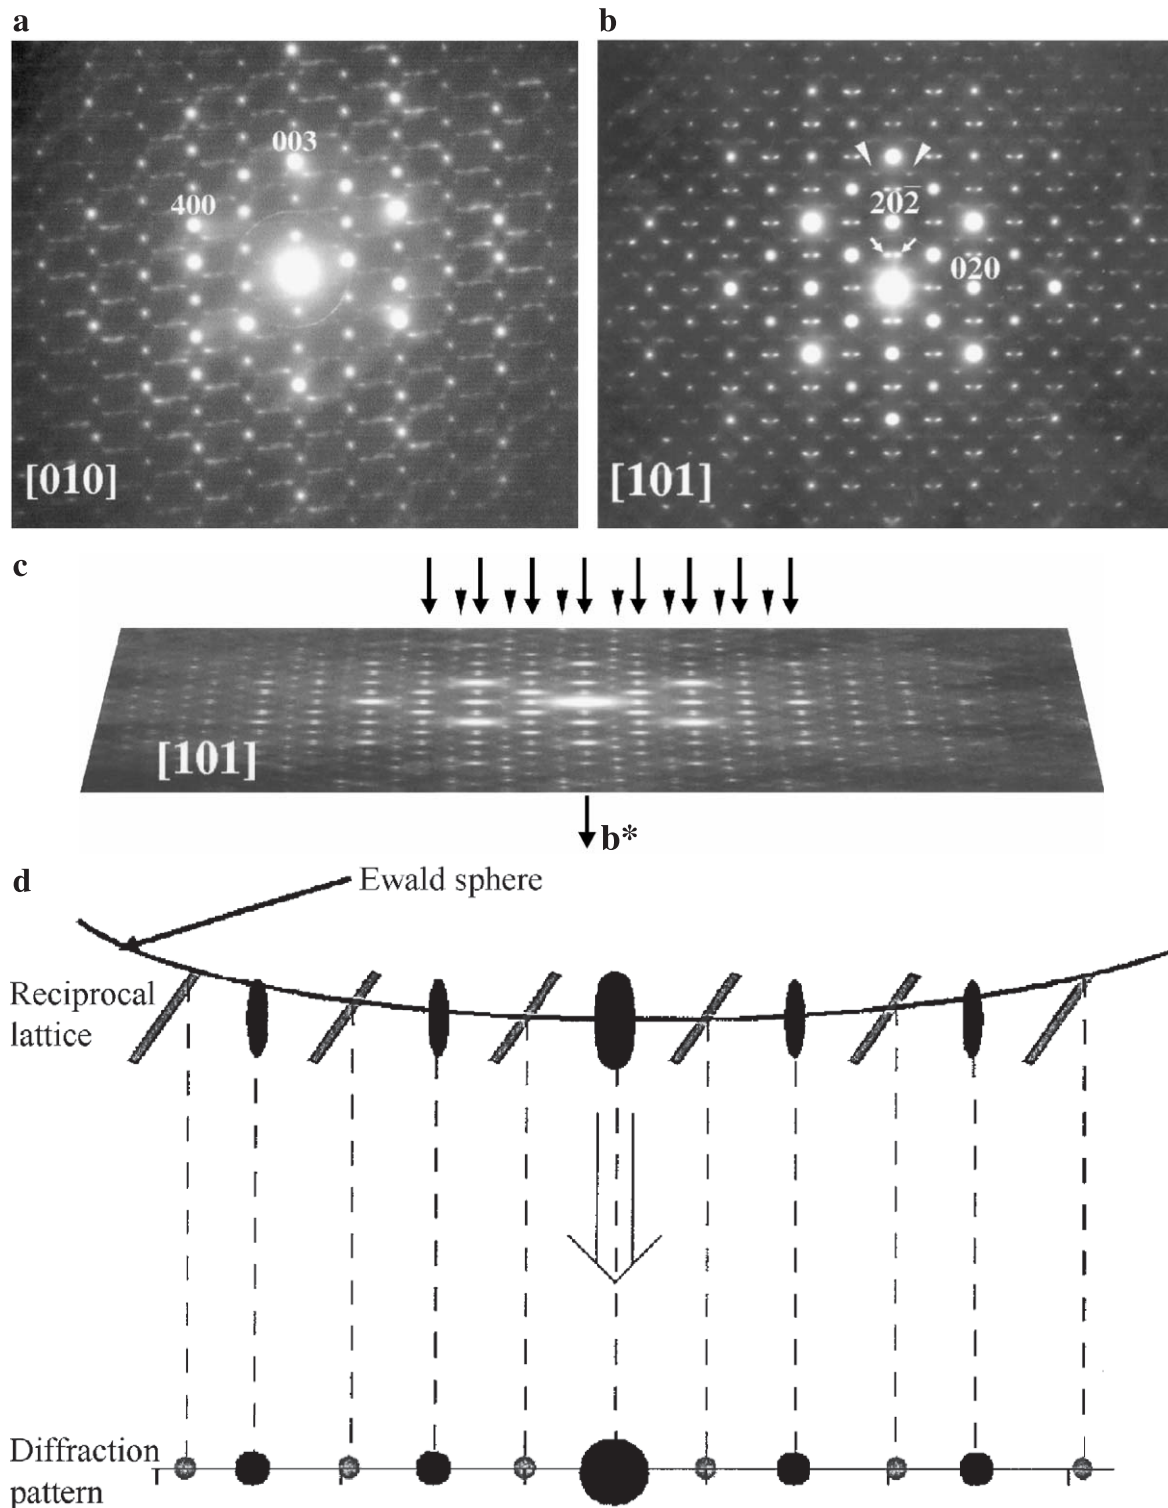 a
b
003
400
[010]
202̄
020
[101]
c
[101]
b*
d
Ewald sphere
Reciprocal
lattice
Diffraction
pattern